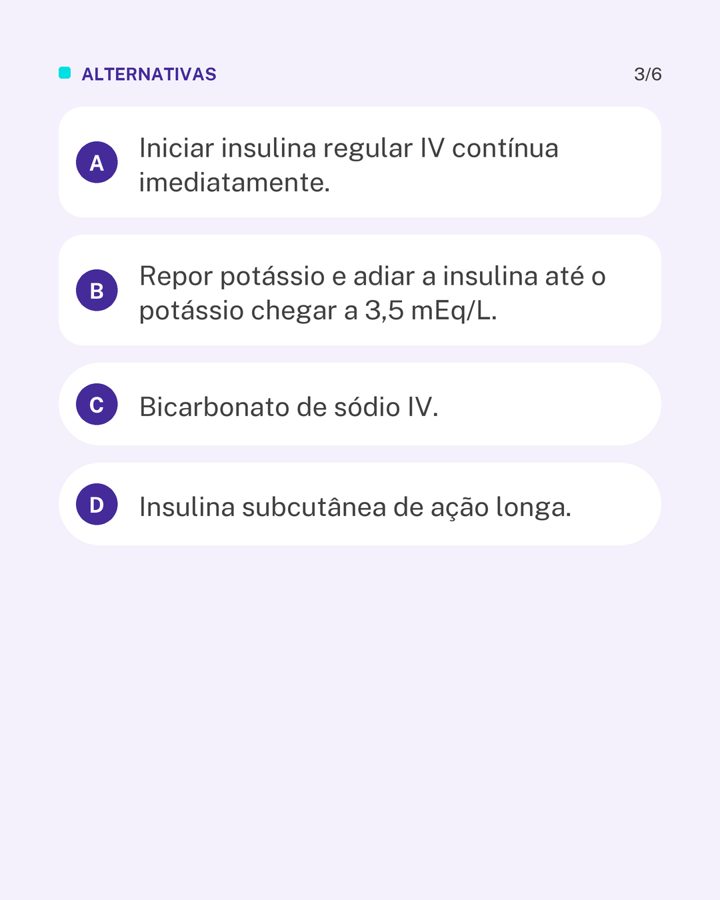 ALTERNATIVAS
3/6
A
Iniciar insulina regular IV contínua
imediatamente.
B
Repor potássio e adiar a insulina até o
potássio chegar a 3,5 mEq/L.
C
Bicarbonato de sódio IV.
D
Insulina subcutânea de ação longa.